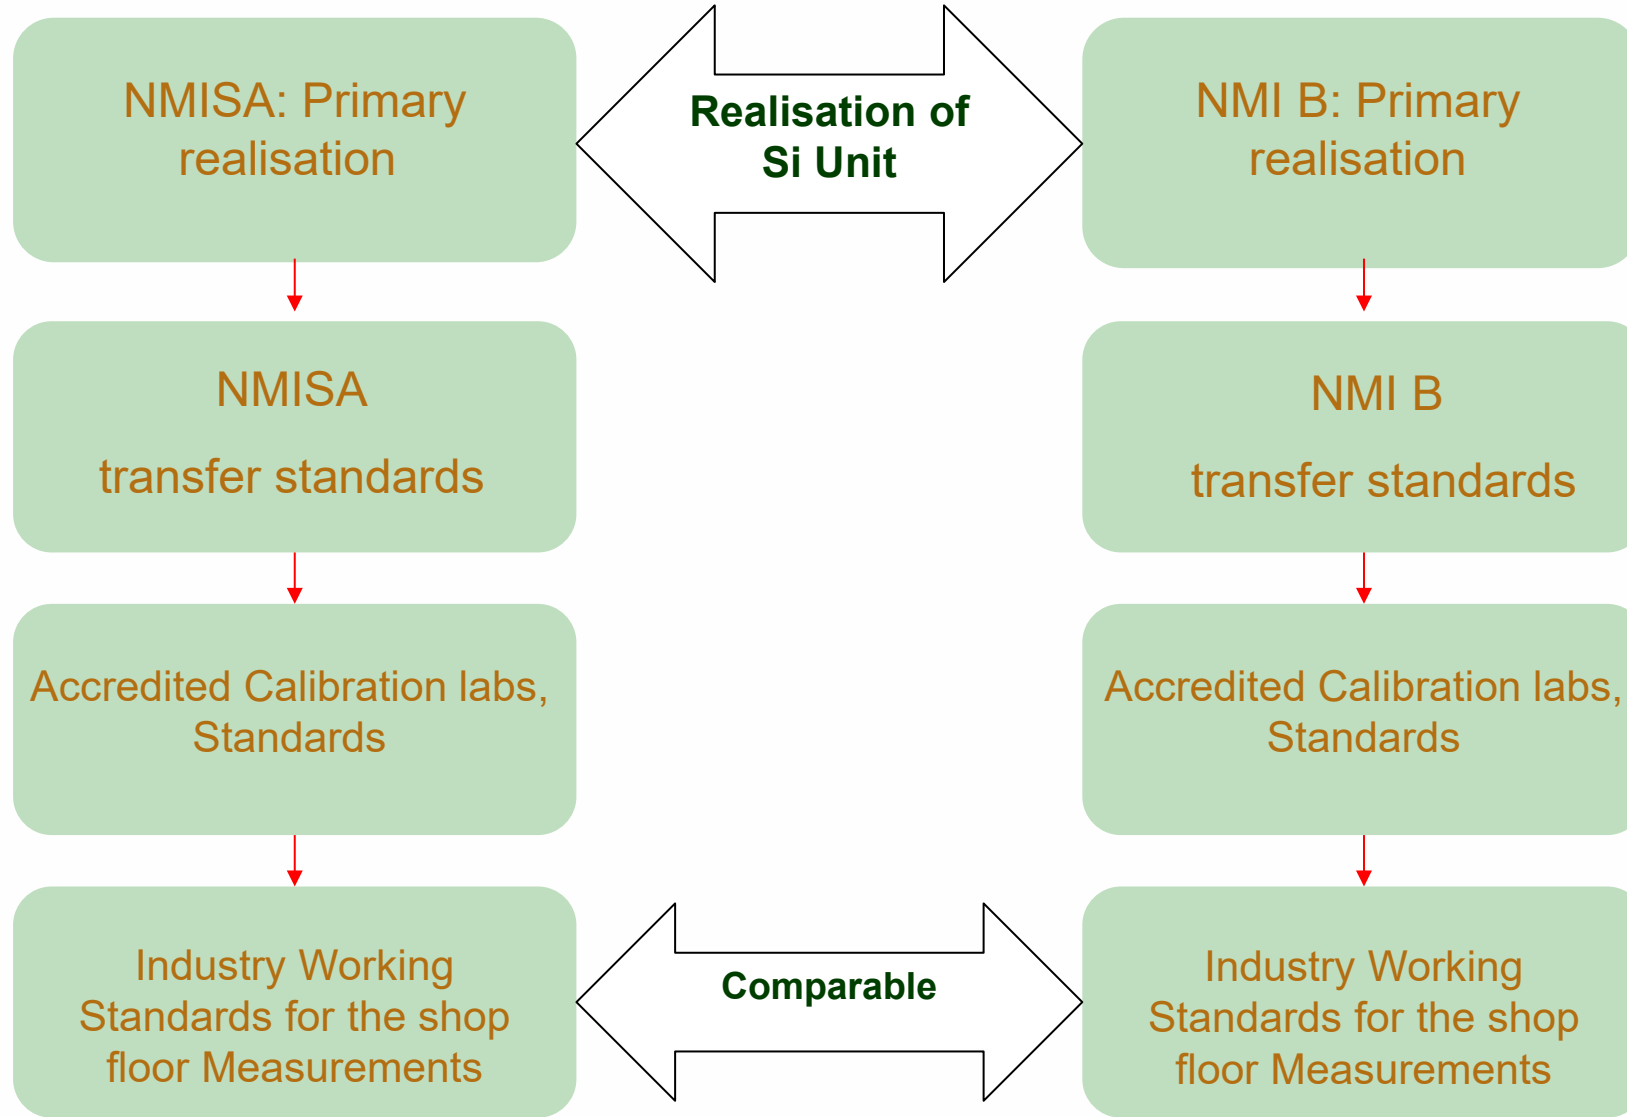 NMISA: Primary
realisation
Realisation of
Si Unit
NMI B: Primary
realisation
NMISA
transfer standards
NMI B
transfer standards
Accredited Calibration labs,
Standards
Accredited Calibration labs,
Standards
Industry Working
Standards for the shop
floor Measurements
Comparable
Industry Working
Standards for the shop
floor Measurements